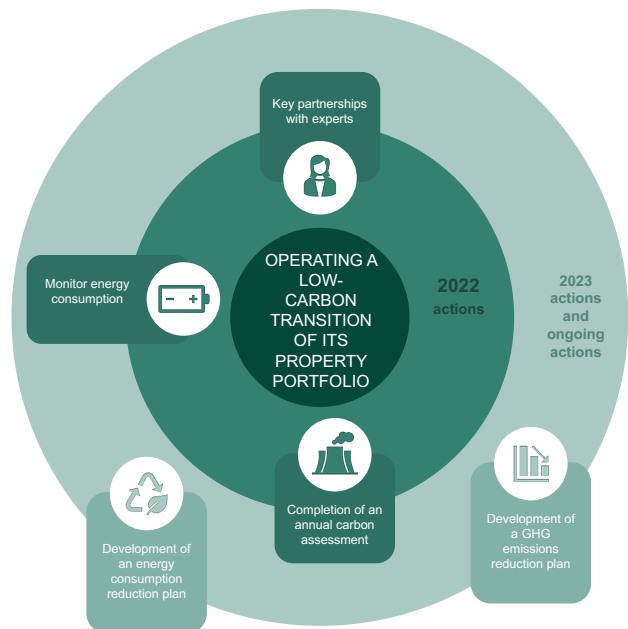 Key partnerships
with experts
Monitor energy
consumption
OPERATING A
LOW-
CARBON
TRANSITION
OF ITS
PROPERTY
PORTFOLIO
2022
actions
2023
actions
and
ongoing
actions
Completion of an
annual carbon
assessment
Development of
an energy
consumption
reduction plan
Development of
a GHG
emissions
reduction plan